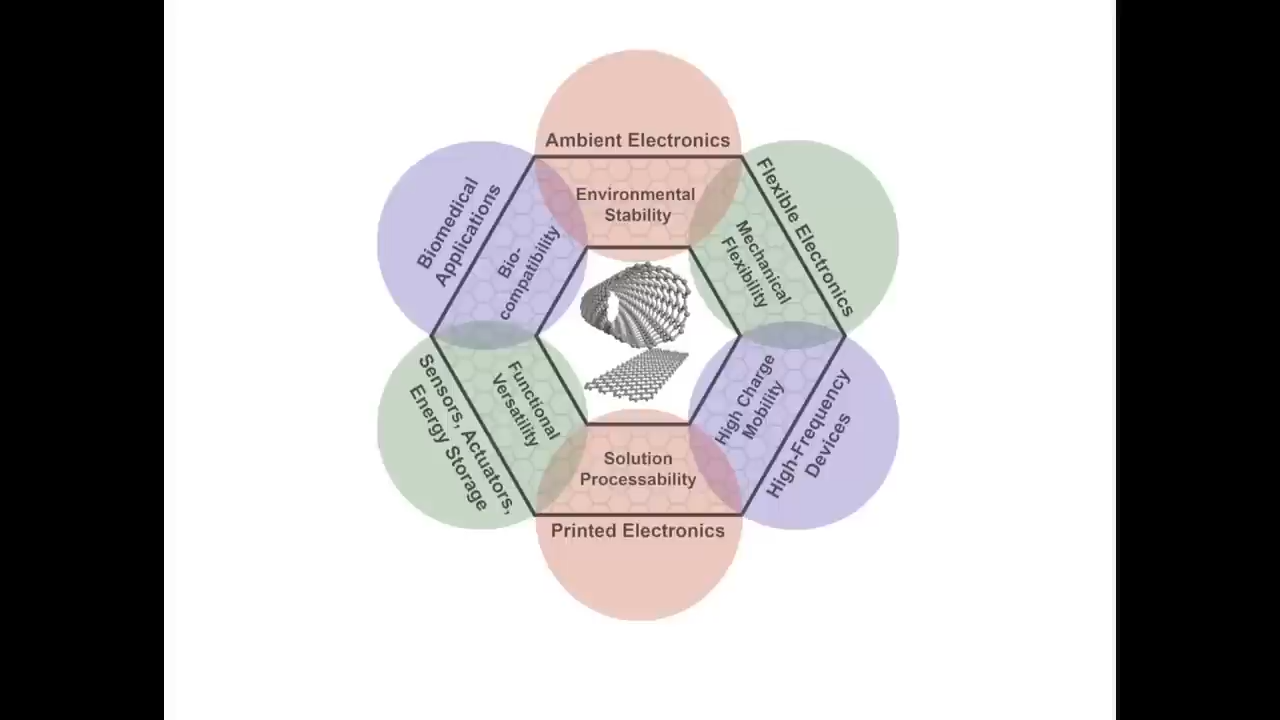 Ambient Electronics
Environmental
Stability
Flexible Electronics
Mechanical
Flexibility
High Charge
Mobility
High-Frequency
Devices
Solution
Processability
Printed Electronics
Functional
Versatility
Sensors, Actuators,
Energy Storage
Biomedical
Applications
Bio-
compatibility